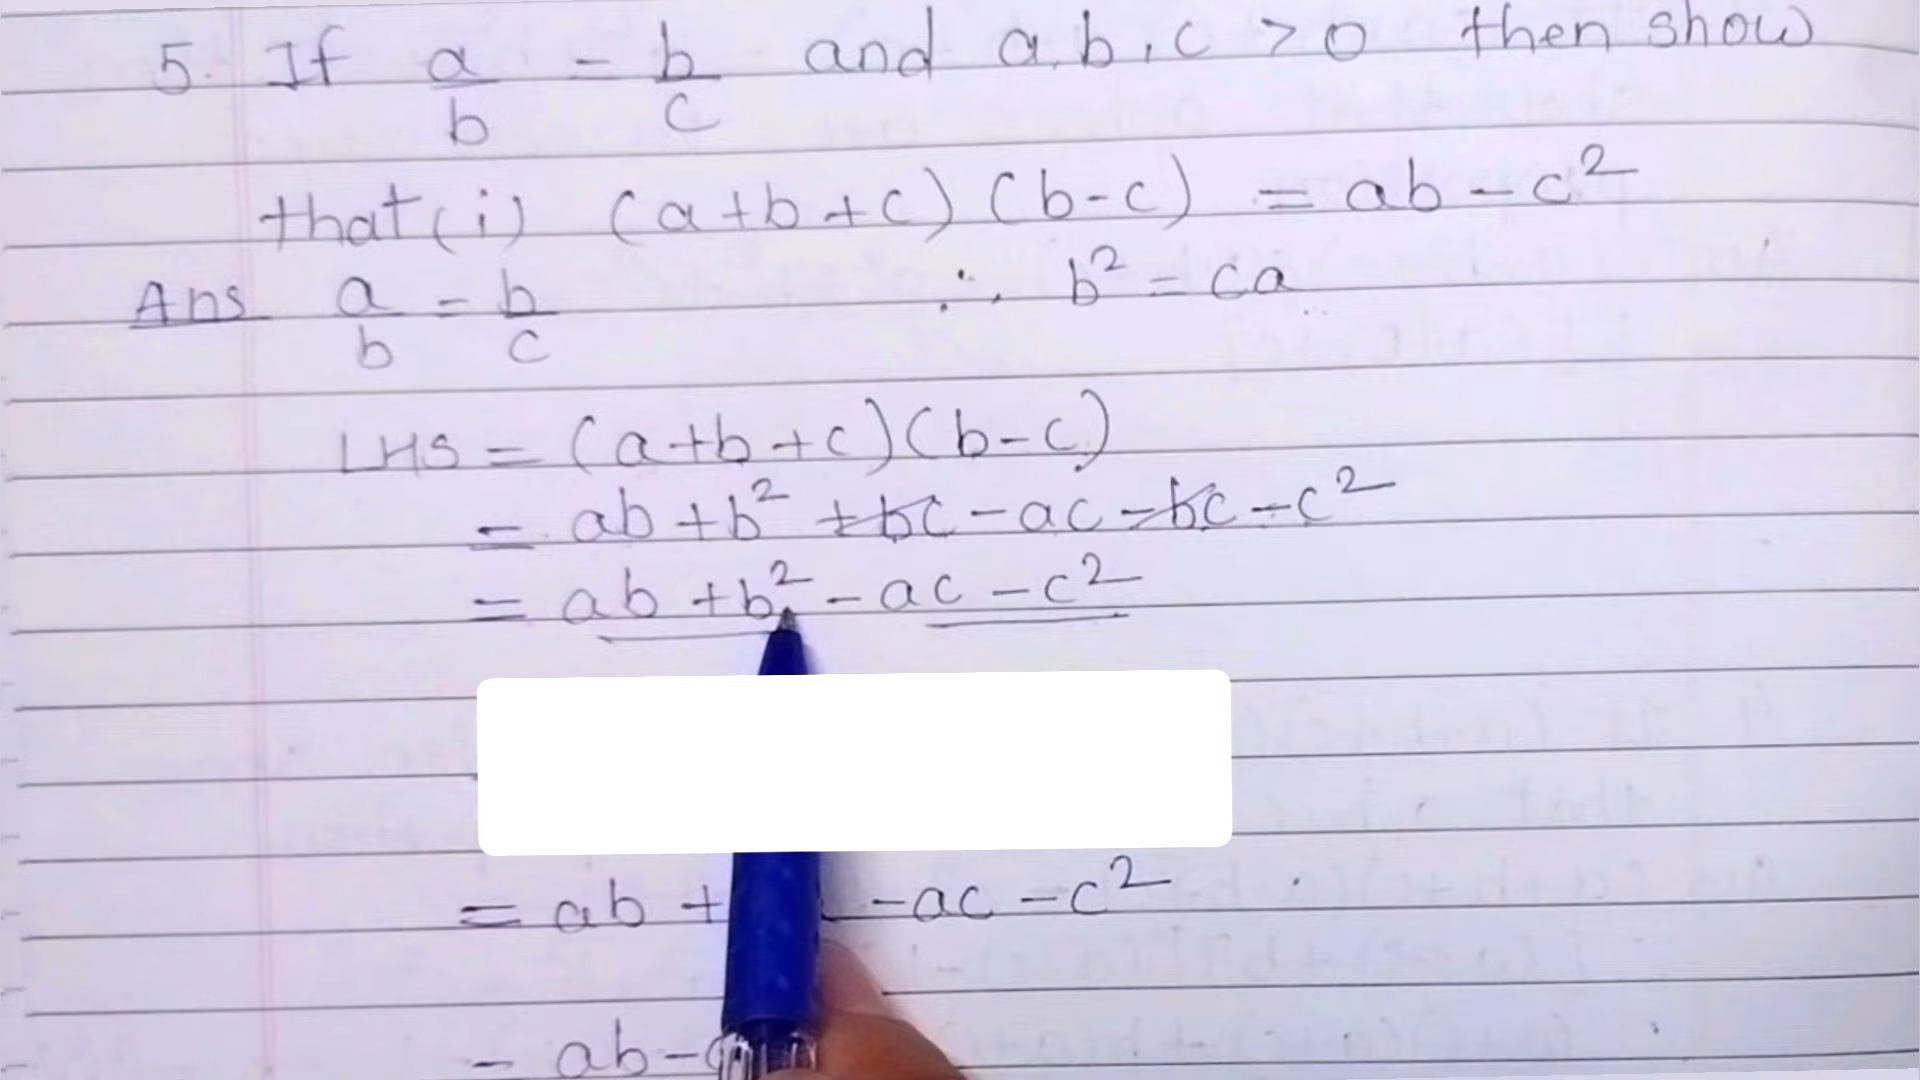 5. If a/b = b/c and a, b, c > 0 then show
that (i) (a+b+c) (b-c) = ab - c²
Ans a/b = b/c ∴ b² = ca
LHS = (a+b+c)(b-c)
= ab + b² + bc - ac - bc - c²
= ab + b² - ac - c²
= ab + - ac - c²
= ab -